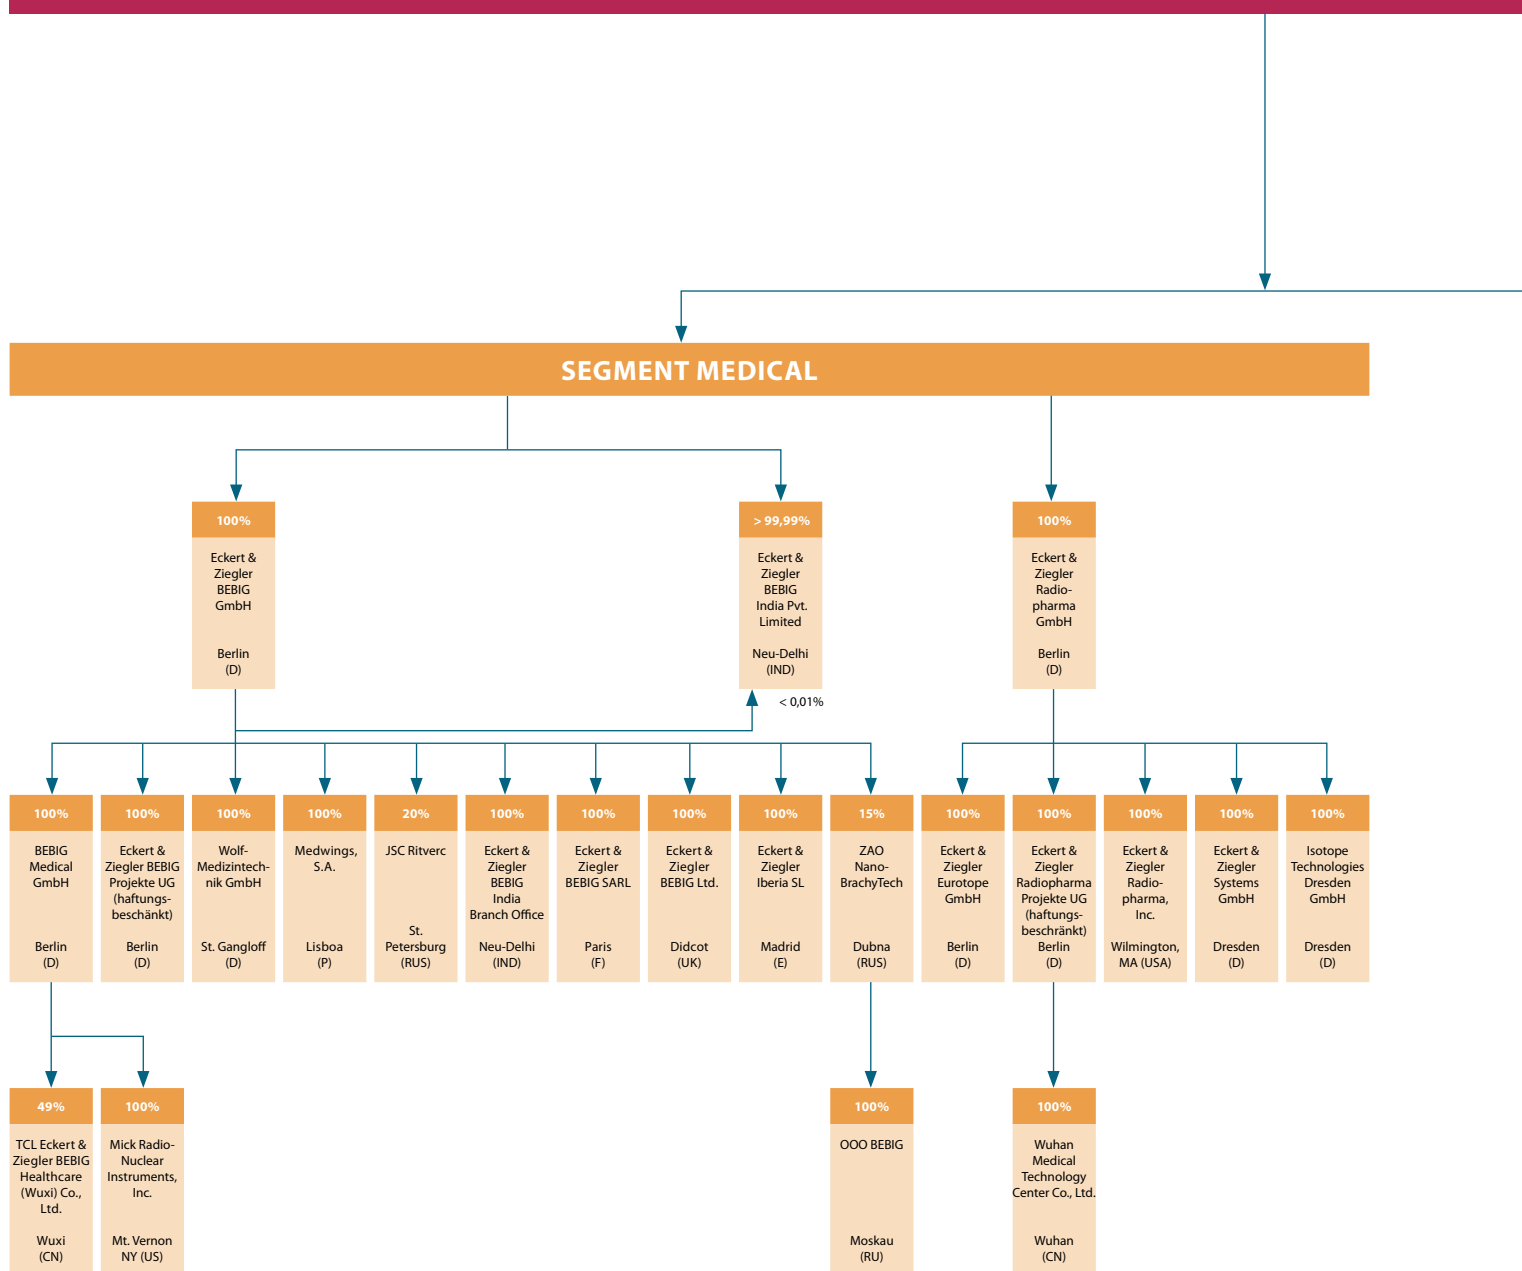 SEGMENT MEDICAL
100%
Eckert &
Ziegler
BEBIG
GmbH
Berlin
(D)
> 99,99%
Eckert &
Ziegler
BEBIG
India Pvt.
Limited
Neu-Delhi
(IND)
< 0,01%
100%
Eckert &
Ziegler
Radio-
pharma
GmbH
Berlin
(D)
100%
BEBIG
Medical
GmbH
Berlin
(D)
100%
Eckert &
Ziegler BEBIG
Projekte UG
(haftungs-
beschänkt)
Berlin
(D)
100%
Wolf-
Medizintech-
nik GmbH
St. Gangloff
(D)
100%
Medwings,
S.A.
Lisboa
(P)
20%
JSC Ritverc
St.
Petersburg
(RUS)
100%
Eckert &
Ziegler
BEBIG
India
Branch Office
Neu-Delhi
(IND)
100%
Eckert &
Ziegler
BEBIG SARL
Paris
(F)
100%
Eckert &
Ziegler
BEBIG Ltd.
Didcot
(UK)
100%
Eckert &
Ziegler
Iberia SL
Madrid
(E)
15%
ZAO
Nano-
BrachyTech
Dubna
(RUS)
100%
Eckert &
Ziegler
Eurotope
GmbH
Berlin
(D)
100%
Eckert &
Ziegler
Radiopharma
Projekte UG
(haftungs-
beschränkt)
Berlin
(D)
100%
Eckert &
Ziegler
Radio-
pharma,
Inc.
Wilmington,
MA (USA)
100%
Eckert &
Ziegler
Systems
GmbH
Dresden
(D)
100%
Isotope
Technologies
Dresden
GmbH
Dresden
(D)
49%
TCL Eckert &
Ziegler BEBIG
Healthcare
(Wuxi) Co.,
Ltd.
Wuxi
(CN)
100%
Mick Radio-
Nuclear
Instruments,
Inc.
Mt. Vernon
NY (US)
100%
OOO BEBIG
Moskau
(RU)
100%
Wuhan
Medical
Technology
Center Co., Ltd.
Wuhan
(CN)